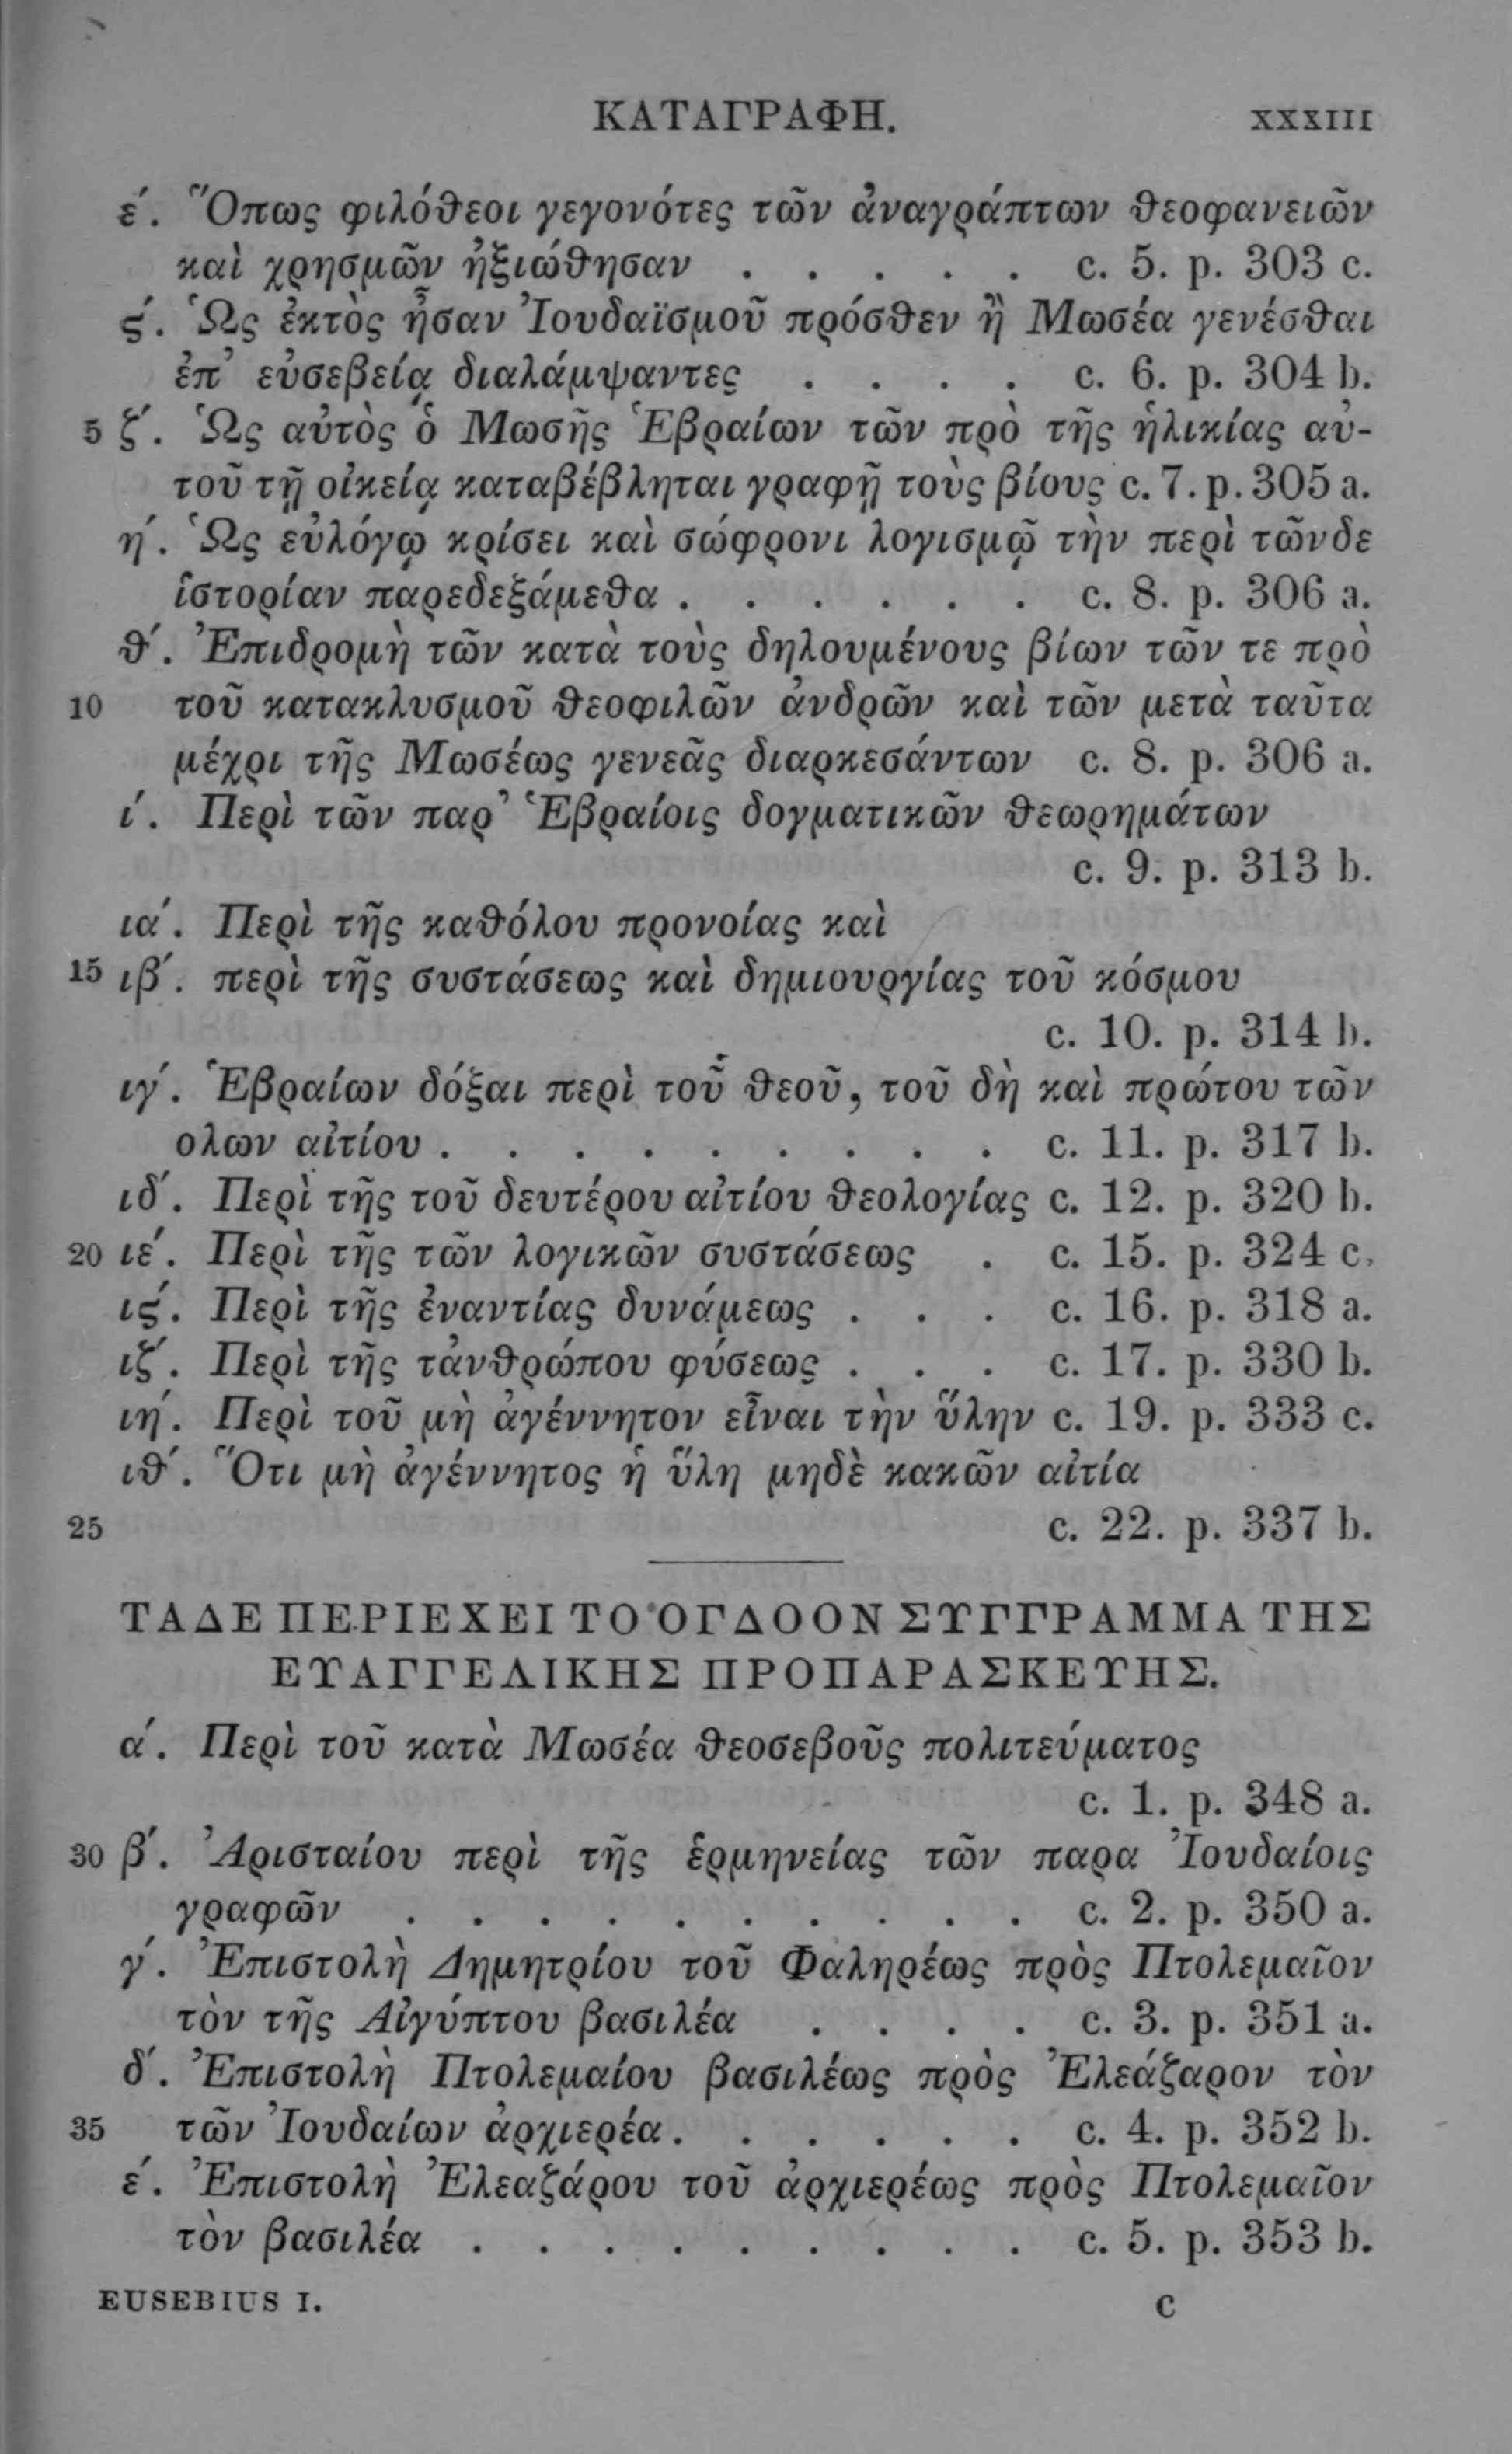 ΚΑΤΑΓΡΑΦΗ. XXXIII
ε΄. Ὅπως φιλόθεοι γεγονότες τῶν ἀναγράπτων θεοφανειῶν
καὶ χρησμῶν ἠξιώθησαν . . . . . c. 5. p. 303 c.
ϛ΄. Ὡς ἐκτὸς ἦσαν Ἰουδαϊσμοῦ πρόσθεν ἢ Μωσέα γενέσθαι
ἐπ᾽ εὐσεβείᾳ διαλάμψαντες . . . . c. 6. p. 304 b.
5 ζ΄. Ὡς αὐτὸς ὁ Μωσῆς Ἑβραίων τῶν πρὸ τῆς ἡλικίας αὐ-
τοῦ τῇ οἰκείᾳ καταβέβληται γραφῇ τοὺς βίους c. 7. p. 305 a.
η΄. Ὡς εὐλόγῳ κρίσει καὶ σώφρονι λογισμῷ τὴν περὶ τῶνδε
ἱστορίαν παρεδεξάμεθα . . . . . . c. 8. p. 306 a.
θ΄. Ἐπιδρομὴ τῶν κατὰ τοὺς δηλουμένους βίων τῶν τε πρὸ
10 τοῦ κατακλυσμοῦ θεοφιλῶν ἀνδρῶν καὶ τῶν μετὰ ταῦτα
μέχρι τῆς Μωσέως γενεᾶς διαρκεσάντων c. 8. p. 306 a.
ι΄. Περὶ τῶν παρ᾽ Ἑβραίοις δογματικῶν θεωρημάτων
c. 9. p. 313 b.
ια΄. Περὶ τῆς καθόλου προνοίας καὶ
15 ιβ΄. περὶ τῆς συστάσεως καὶ δημιουργίας τοῦ κόσμου
c. 10. p. 314 b.
ιγ΄. Ἑβραίων δόξαι περὶ τοῦ θεοῦ, τοῦ δὴ καὶ πρώτου τῶν
ολων αἰτίου . . . . . . . . . c. 11. p. 317 b.
ιδ΄. Περὶ τῆς τοῦ δευτέρου αἰτίου θεολογίας c. 12. p. 320 b.
20 ιε΄. Περὶ τῆς τῶν λογικῶν συστάσεως . c. 15. p. 324 c.
ιϛ΄. Περὶ τῆς ἐναντίας δυνάμεως . . . c. 16. p. 318 a.
ιζ΄. Περὶ τῆς τἀνθρώπου φύσεως . . . c. 17. p. 330 b.
ιη΄. Περὶ τοῦ μὴ ἀγέννητον εἶναι τὴν ὕλην c. 19. p. 333 c.
ιθ΄. Ὅτι μὴ ἀγέννητος ἡ ὕλη μηδὲ κακῶν αἰτία
25 c. 22. p. 337 b.
ΤΑΔΕ ΠΕΡΙΕΧΕΙ ΤΟ ΟΓΔΟΟΝ ΣΥΓΓΡΑΜΜΑ ΤΗΣ
ΕΥΑΓΓΕΛΙΚΗΣ ΠΡΟΠΑΡΑΣΚΕΥΗΣ.
α΄. Περὶ τοῦ κατὰ Μωσέα θεοσεβοῦς πολιτεύματος
c. 1. p. 348 a.
30 β΄. Ἀρισταίου περὶ τῆς ἑρμηνείας τῶν παρα Ἰουδαίοις
γραφῶν . . . . . . . . . . c. 2. p. 350 a.
γ΄. Ἐπιστολὴ Δημητρίου τοῦ Φαληρέως πρὸς Πτολεμαῖον
τὸν τῆς Αἰγύπτου βασιλέα . . . . c. 3. p. 351 a.
δ΄. Ἐπιστολὴ Πτολεμαίου βασιλέως πρὸς Ἐλεάζαρον τὸν
35 τῶν Ἰουδαίων ἀρχιερέα . . . . . . c. 4. p. 352 b.
ε΄. Ἐπιστολὴ Ἐλεαζάρου τοῦ ἀρχιερέως πρὸς Πτολεμαῖον
τὸν βασιλέα . . . . . . . . . c. 5. p. 353 b.
EUSEBIUS I. c